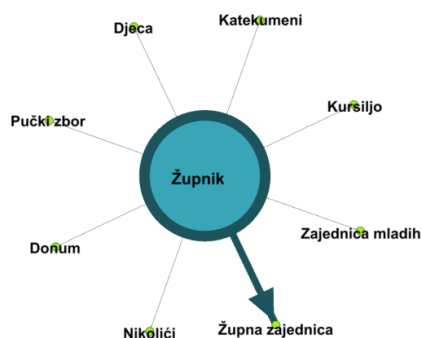 Katekumeni
Djeca
Kursiljo
Pučki zbor
Župnik
Zajednica mladih
Donum
Župna zajednica
Nikolići